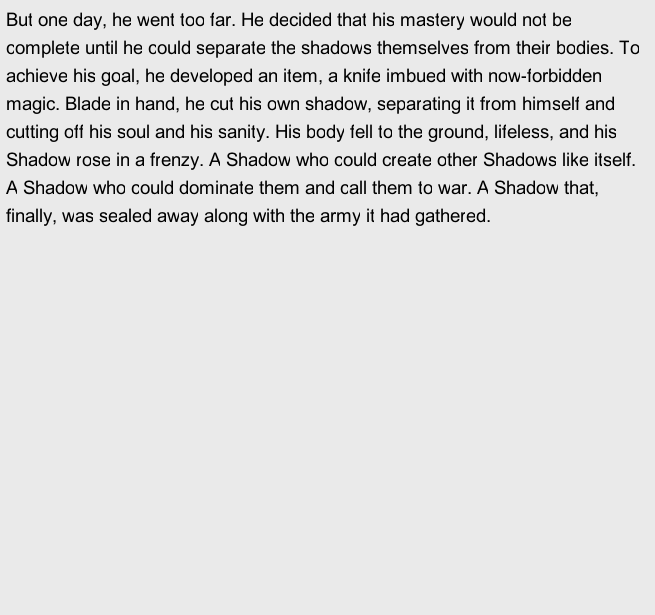 But one day, he went too far. He decided that his mastery would not be
complete until he could separate the shadows themselves from their bodies. To
achieve his goal, he developed an item, a knife imbued with now-forbidden
magic. Blade in hand, he cut his own shadow, separating it from himself and
cutting off his soul and his sanity. His body fell to the ground, lifeless, and his
Shadow rose in a frenzy. A Shadow who could create other Shadows like itself.
A Shadow who could dominate them and call them to war. A Shadow that,
finally, was sealed away along with the army it had gathered.